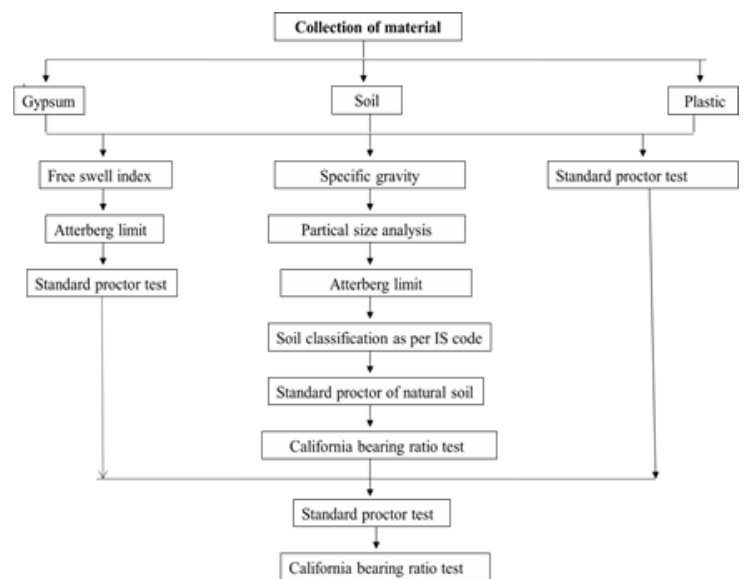 Collection of material
Gypsum
Soil
Plastic
Free swell index
Specific gravity
Standard proctor test
Atterberg limit
Partical size analysis
Standard proctor test
Atterberg limit
Soil classification as per IS code
Standard proctor of natural soil
California bearing ratio test
Standard proctor test
California bearing ratio test